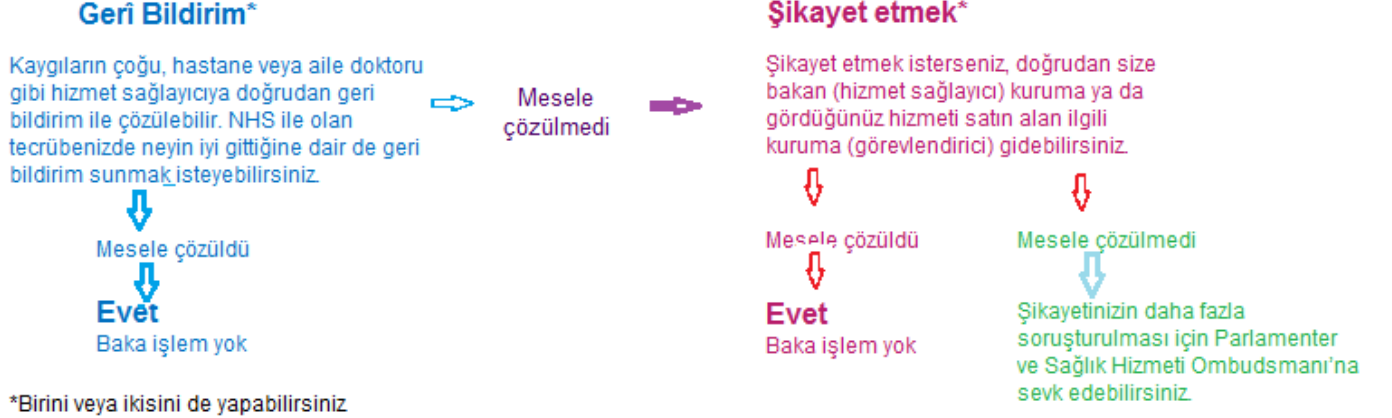 Gerî Bildirim*
Kaygıların çoğu, hastane veya aile doktoru
gibi hizmet sağlayıcıya doğrudan geri
bildirim ile çözülebilir. NHS ile olan
tecrübenizde neyin iyi gittiğine dair de geri
bildirim sunmak isteyebilirsiniz.
Mesele çözüldü
Evet
Baka işlem yok
Mesele
çözülmedi
Şikayet etmek*
Şikayet etmek isterseniz, doğrudan size
bakan (hizmet sağlayıcı) kuruma ya da
gördüğünüz hizmeti satın alan ilgili
kuruma (görevlendirici) gidebilirsiniz.
Mesele çözüldü
Evet
Baka işlem yok
Mesele çözülmedi
Şikayetinizin daha fazla
soruşturulması için Parlamenter
ve Sağlık Hizmeti Ombudsmanı’na
sevk edebilirsiniz.
*Birini veya ikisini de yapabilirsiniz